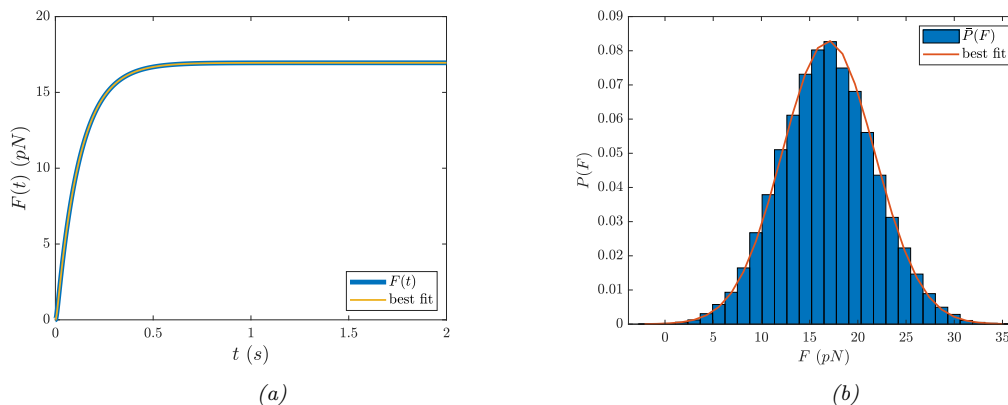 20
15
10
5
0
F(t) (pN)
0
0.5
1
1.5
2
t (s)
F(t)
best fit
(a)
0.09
0.08
0.07
0.06
0.05
0.04
0.03
0.02
0.01
0
P(F)
0
5
10
15
20
25
30
35
F (pN)
P̄(F)
best fit
(b)